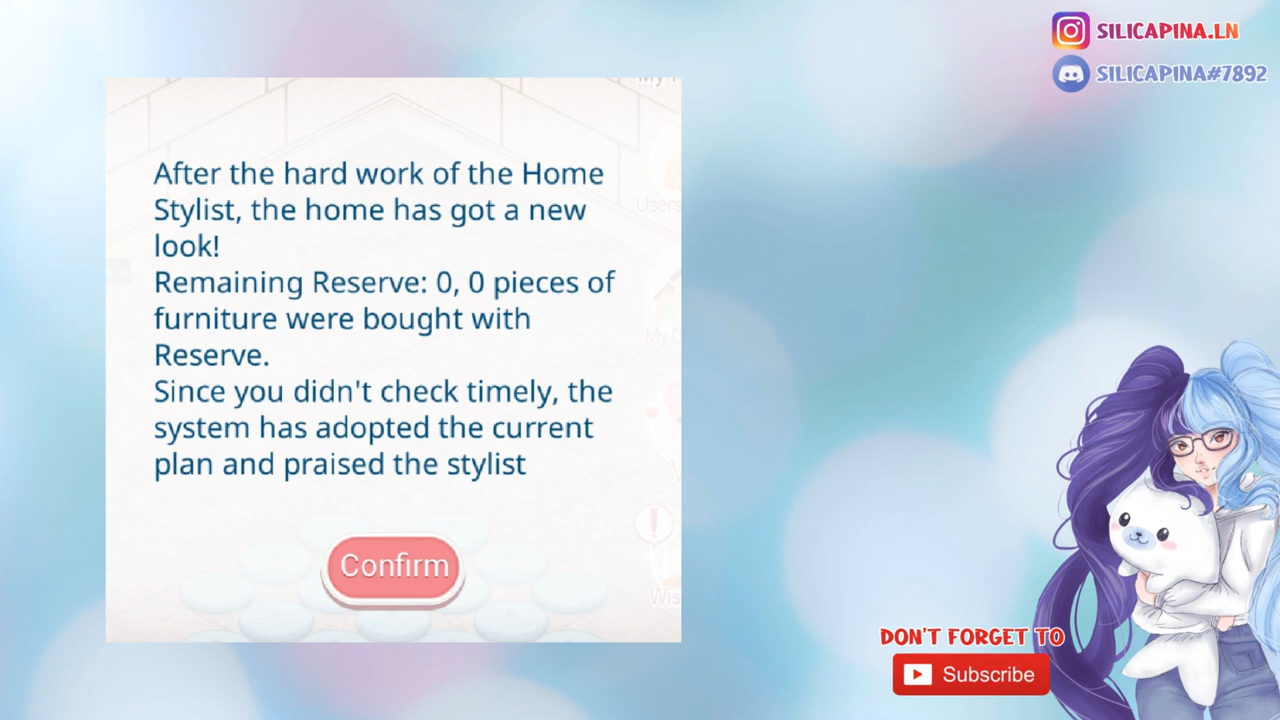 SILICAPINA.LN
SILICAPINA#7892
After the hard work of the Home
Stylist, the home has got a new
look!
Remaining Reserve: 0, 0 pieces of
furniture were bought with
Reserve.
Since you didn't check timely, the
system has adopted the current
plan and praised the stylist
Users
Confirm
DON'T FORGET TO
Subscribe